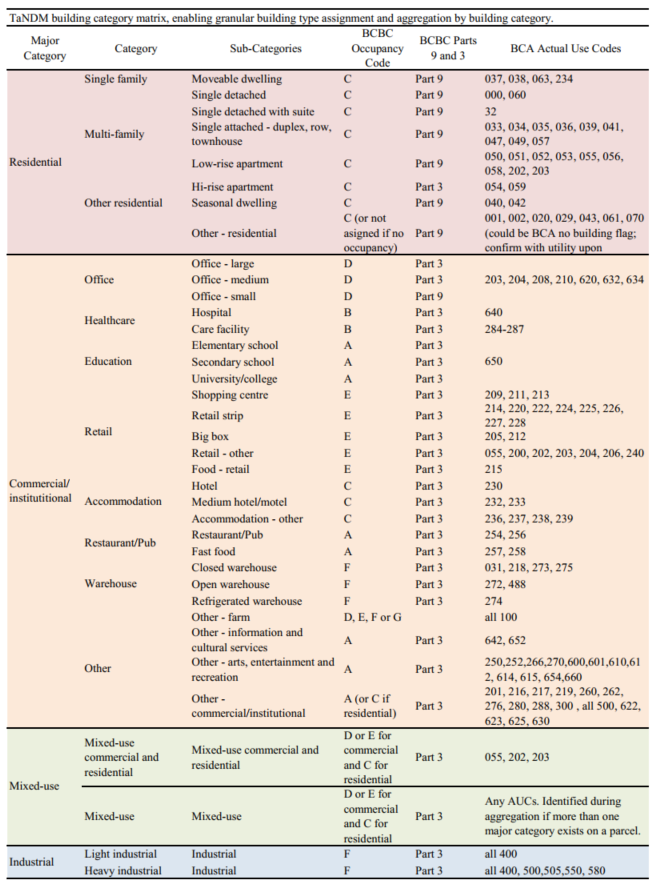 TaNDM building category matrix, enabling granular building type assignment and aggregation by building category.
Major Category Category Sub-Categories BCBC Occupancy Code BCBC Parts 9 and 3 BCA Actual Use Codes
Residential
Single family Moveable dwelling C Part 9 037, 038, 063, 234
Single detached C Part 9 000, 060
Single detached with suite C Part 9 32
Multi-family Single attached - duplex, row, townhouse C Part 9 033, 034, 035, 036, 039, 041, 047, 049, 057
Low-rise apartment C Part 9 050, 051, 052, 053, 055, 056, 058, 202, 203
Hi-rise apartment C Part 3 054, 059
Other residential Seasonal dwelling C Part 9 040, 042
Other - residential C (or not asigned if no occupancy) Part 9 001, 002, 020, 029, 043, 061, 070 (could be BCA no building flag; confirm with utility upon
Commercial/ institutitional
Office Office - large D Part 3
Office - medium D Part 3 203, 204, 208, 210, 620, 632, 634
Office - small D Part 9
Healthcare Hospital B Part 3 640
Care facility B Part 3 284-287
Education Elementary school A Part 3
Secondary school A Part 3 650
University/college A Part 3
Retail Shopping centre E Part 3 209, 211, 213
Retail strip E Part 3 214, 220, 222, 224, 225, 226, 227, 228
Big box E Part 3 205, 212
Retail - other E Part 3 055, 200, 202, 203, 204, 206, 240
Food - retail E Part 3 215
Accommodation Hotel C Part 3 230
Medium hotel/motel C Part 3 232, 233
Accommodation - other C Part 3 236, 237, 238, 239
Restaurant/Pub Restaurant/Pub A Part 3 254, 256
Fast food A Part 3 257, 258
Warehouse Closed warehouse F Part 3 031, 218, 273, 275
Open warehouse F Part 3 272, 488
Refrigerated warehouse F Part 3 274
Other Other - farm D, E, F or G all 100
Other - information and cultural services A Part 3 642, 652
Other - arts, entertainment and recreation A Part 3 250,252,266,270,600,601,610,61 2, 614, 615, 654,660
Other - commercial/institutional A (or C if residential) Part 3 201, 216, 217, 219, 260, 262, 276, 280, 288, 300 , all 500, 622, 623, 625, 630
Mixed-use
Mixed-use commercial and residential Mixed-use commercial and residential D or E for commercial and C for residential Part 3 055, 202, 203
Mixed-use Mixed-use D or E for commercial and C for residential Part 3 Any AUCs. Identified during aggregation if more than one major category exists on a parcel.
Industrial
Light industrial Industrial F Part 3 all 400
Heavy industrial Industrial F Part 3 all 400, 500,505,550, 580